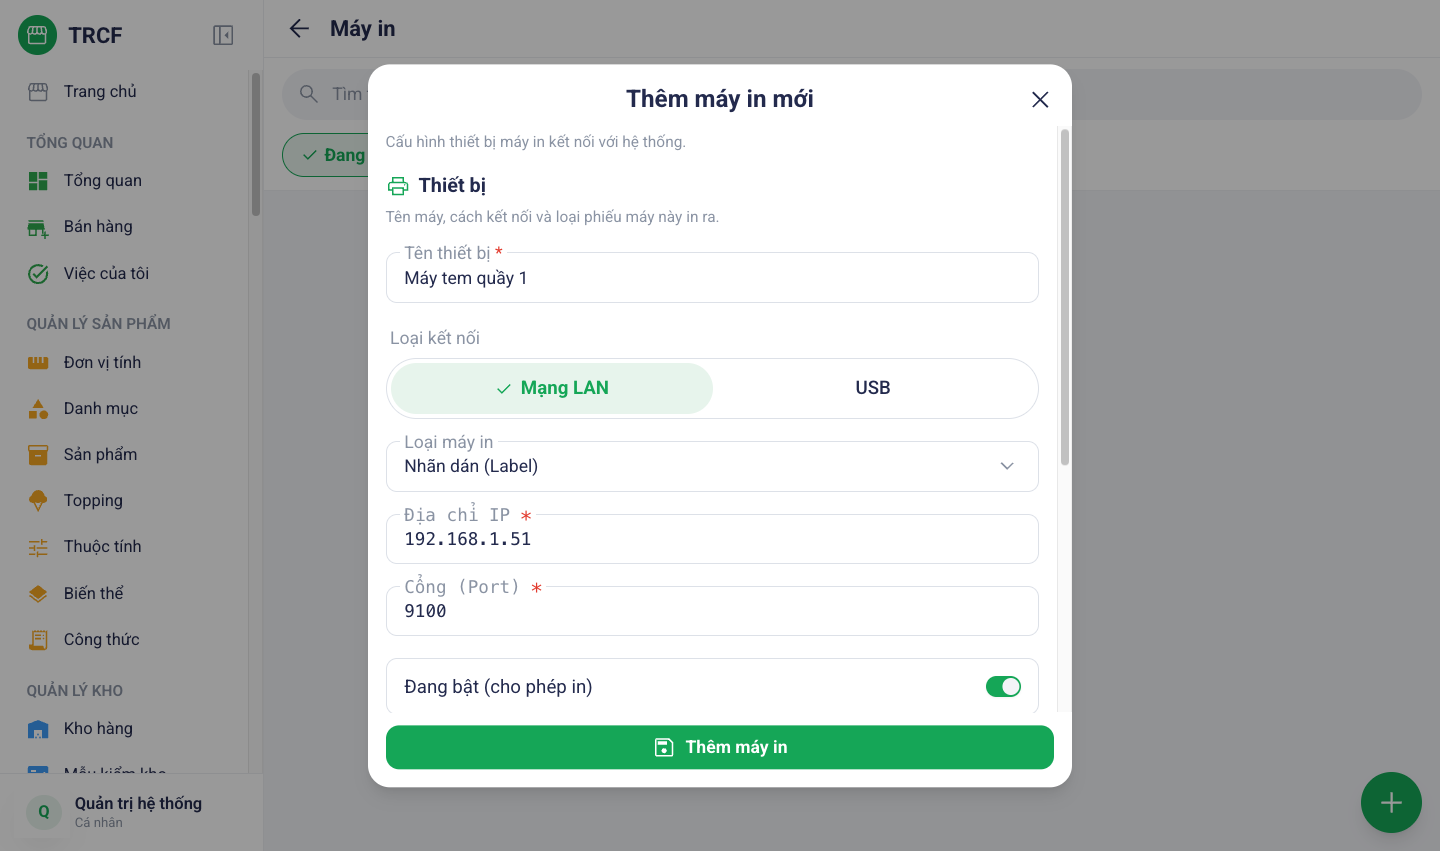 TRCF
Trang chủ
TỔNG QUAN
Tổng quan
Bán hàng
Việc của tôi
QUẢN LÝ SẢN PHẨM
Đơn vị tính
Danh mục
Sản phẩm
Topping
Thuộc tính
Biến thể
Công thức
QUẢN LÝ KHO
Kho hàng
Mẫu kiểm kho
Q
Quản trị hệ thống
Cá nhân
Máy in
Tìm
Đang
Thêm máy in mới
Cấu hình thiết bị máy in kết nối với hệ thống.
Thiết bị
Tên máy, cách kết nối và loại phiếu máy này in ra.
Tên thiết bị *
Máy tem quầy 1
Loại kết nối
Mạng LAN
USB
Loại máy in
Nhãn dán (Label)
Địa chỉ IP *
192.168.1.51
Cổng (Port) *
9100
Đang bật (cho phép in)
Thêm máy in